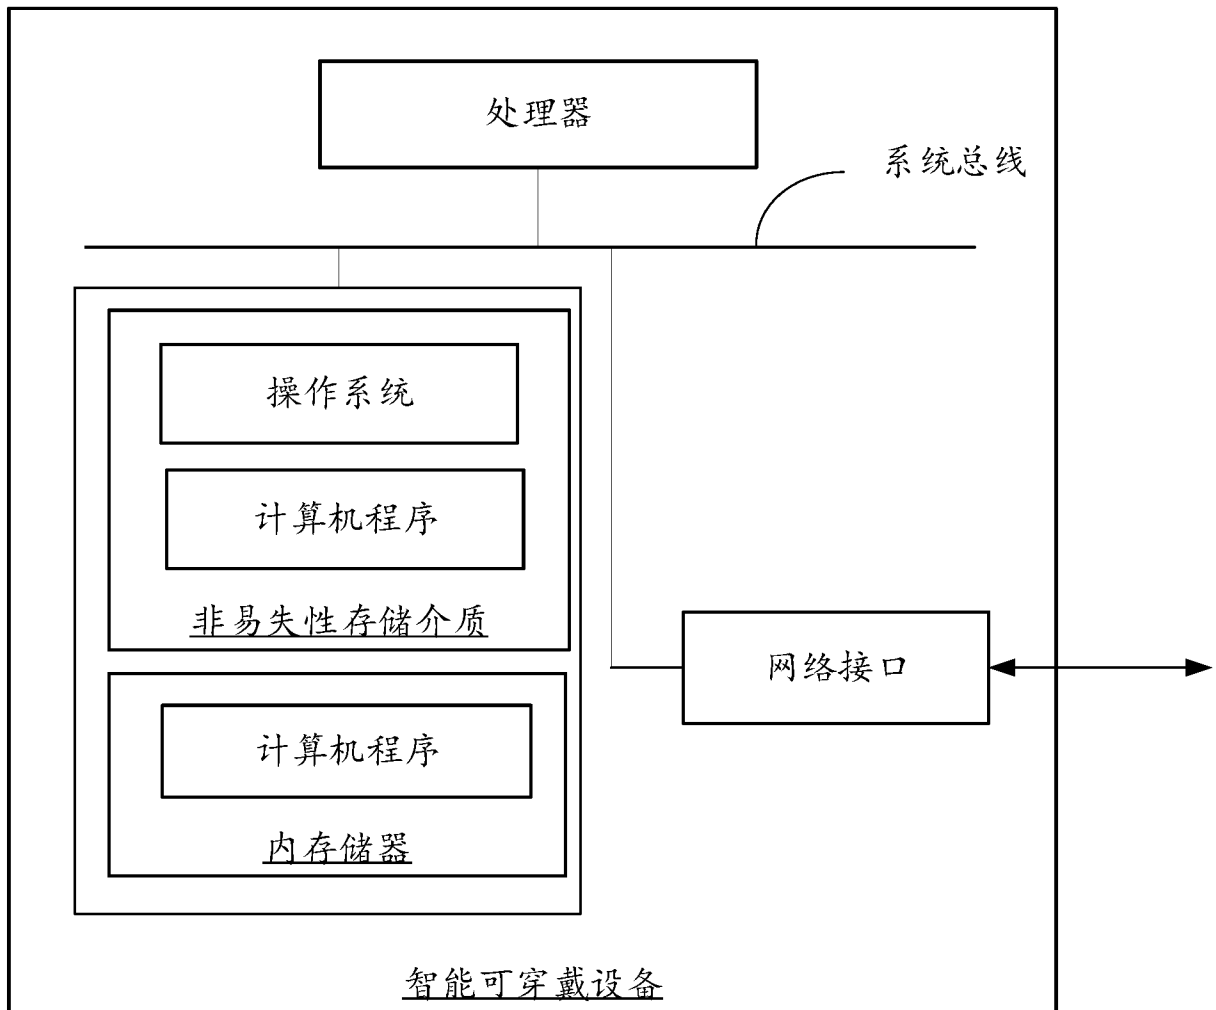 处理器
系统总线
操作系统
计算机程序
非易失性存储介质
网络接口
计算机程序
内存储器
智能可穿戴设备